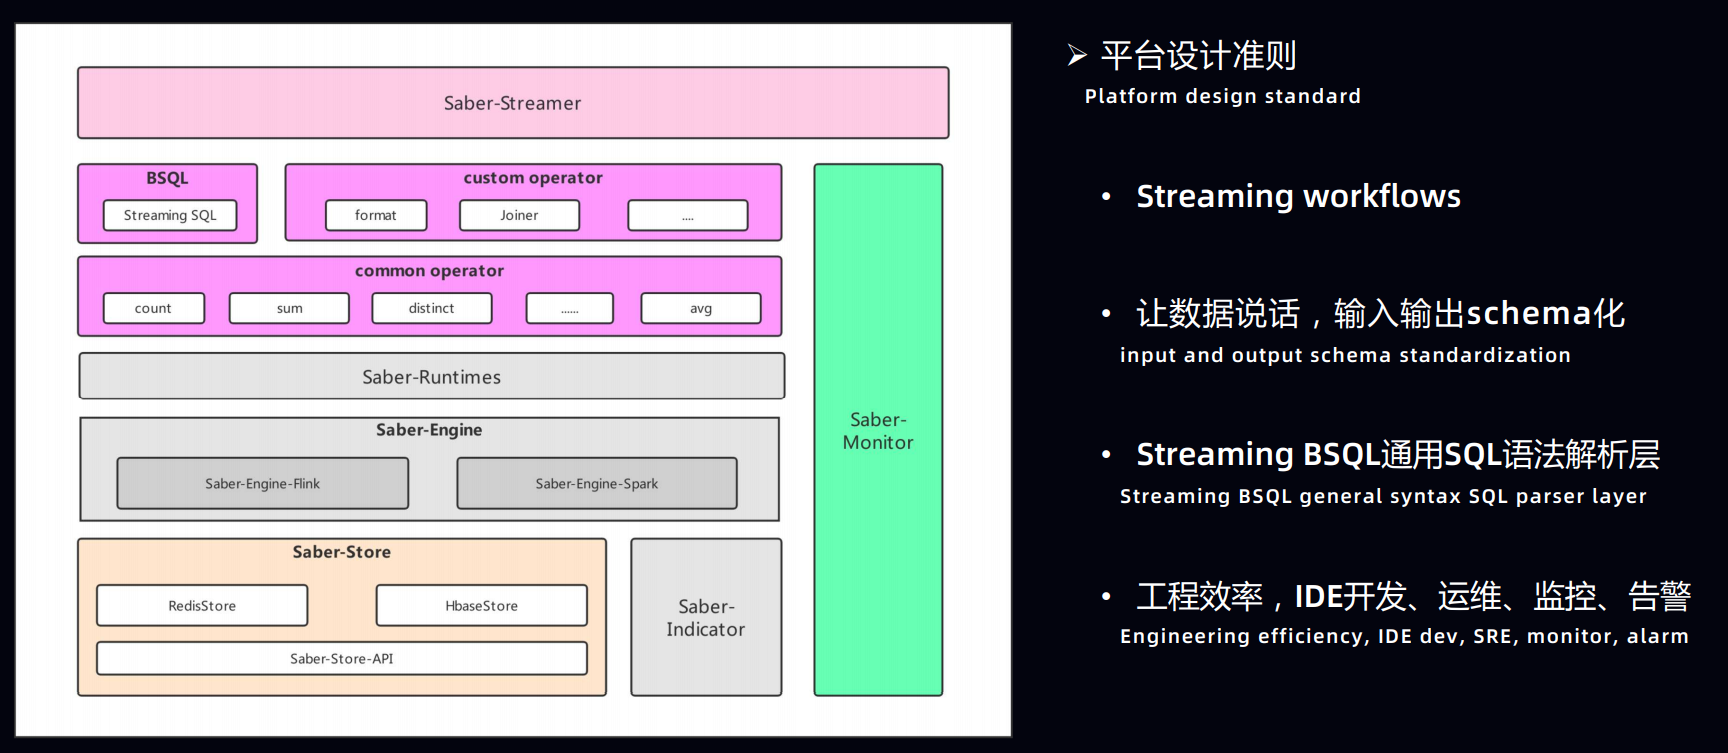 Saber-Streamer
BSQL
Streaming SQL
custom operator
format
Joiner
....
common operator
count
sum
distinct
......
avg
Saber-Runtimes
Saber-Engine
Saber-Engine-Flink
Saber-Engine-Spark
Saber-Store
RedisStore
HbaseStore
Saber-Store-API
Saber-
Indicator
Saber-
Monitor
➢ 平台设计准则
Platform design standard
• Streaming workflows
• 让数据说话，输入输出schema化
input and output schema standardization
• Streaming BSQL通用SQL语法解析层
Streaming BSQL general syntax SQL parser layer
• 工程效率，IDE开发、运维、监控、告警
Engineering efficiency, IDE dev, SRE, monitor, alarm